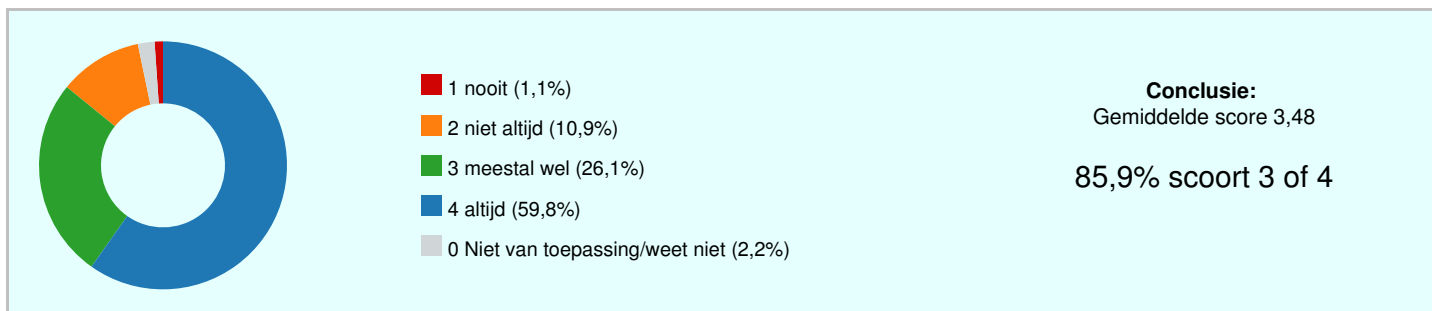 1 nooit (1,1%)
2 niet altijd (10,9%)
3 meestal wel (26,1%)
4 altijd (59,8%)
0 Niet van toepassing/weet niet (2,2%)
Conclusie:
Gemiddelde score 3,48
85,9% scoort 3 of 4